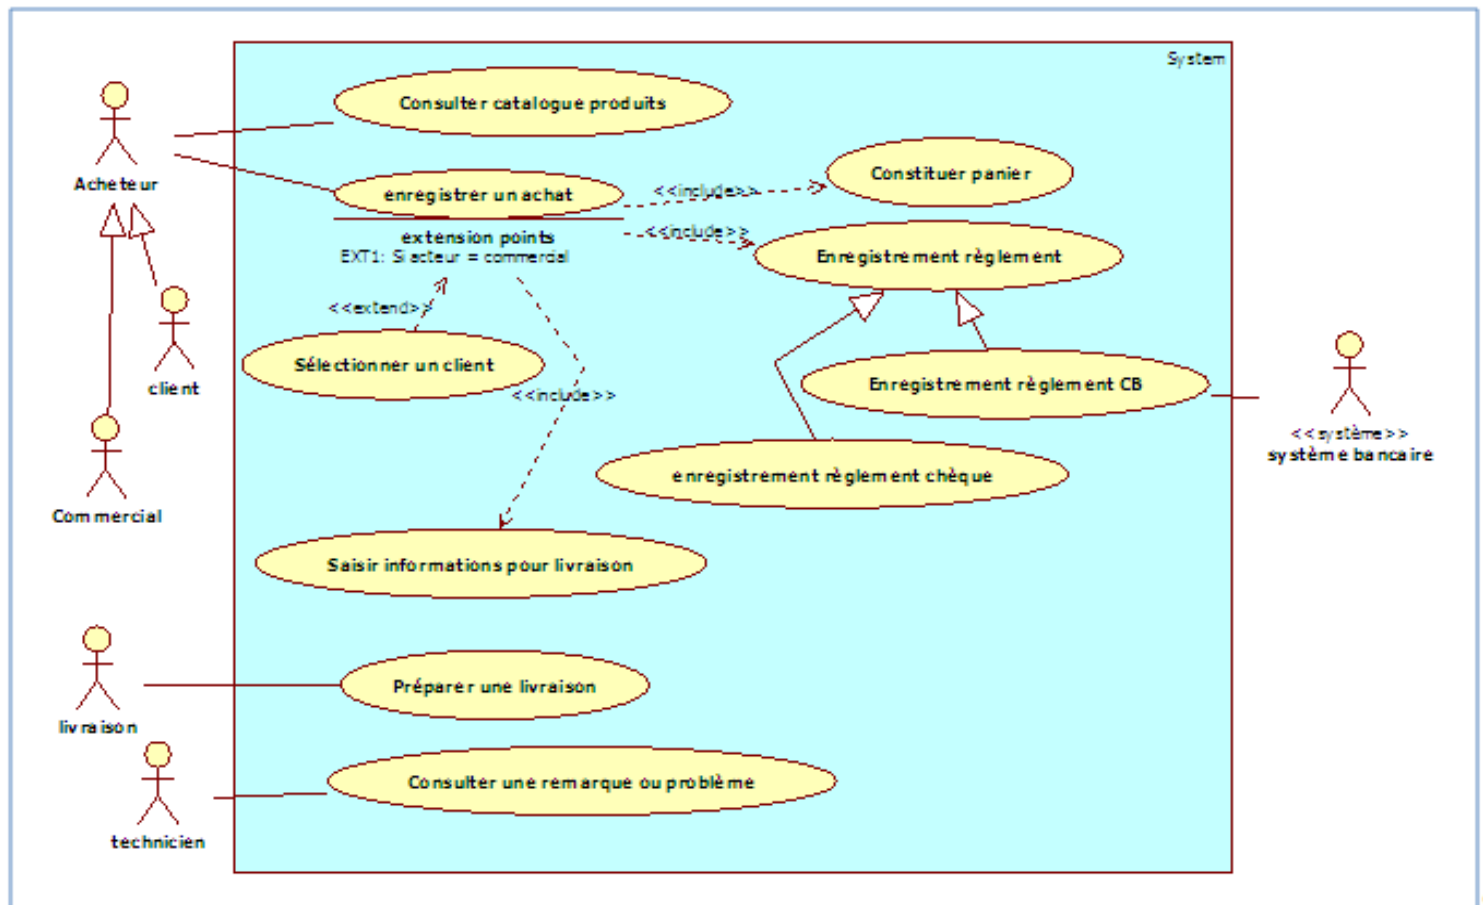 System
Consulter catalogue produits
Acheteur
enregistrer un achat
<<include>>
Constituer panier
extension points
EXT1: Si acteur = commercial
<<include>>
Enregistrement règlement
<<extend>>
Sélectionner un client
client
<<include>>
Enregistrement règlement CB
<<système>>
système bancaire
enregistrement règlement chèque
Commercial
Saisir informations pour livraison
Préparer une livraison
livraison
Consulter une remarque ou problème
technicien